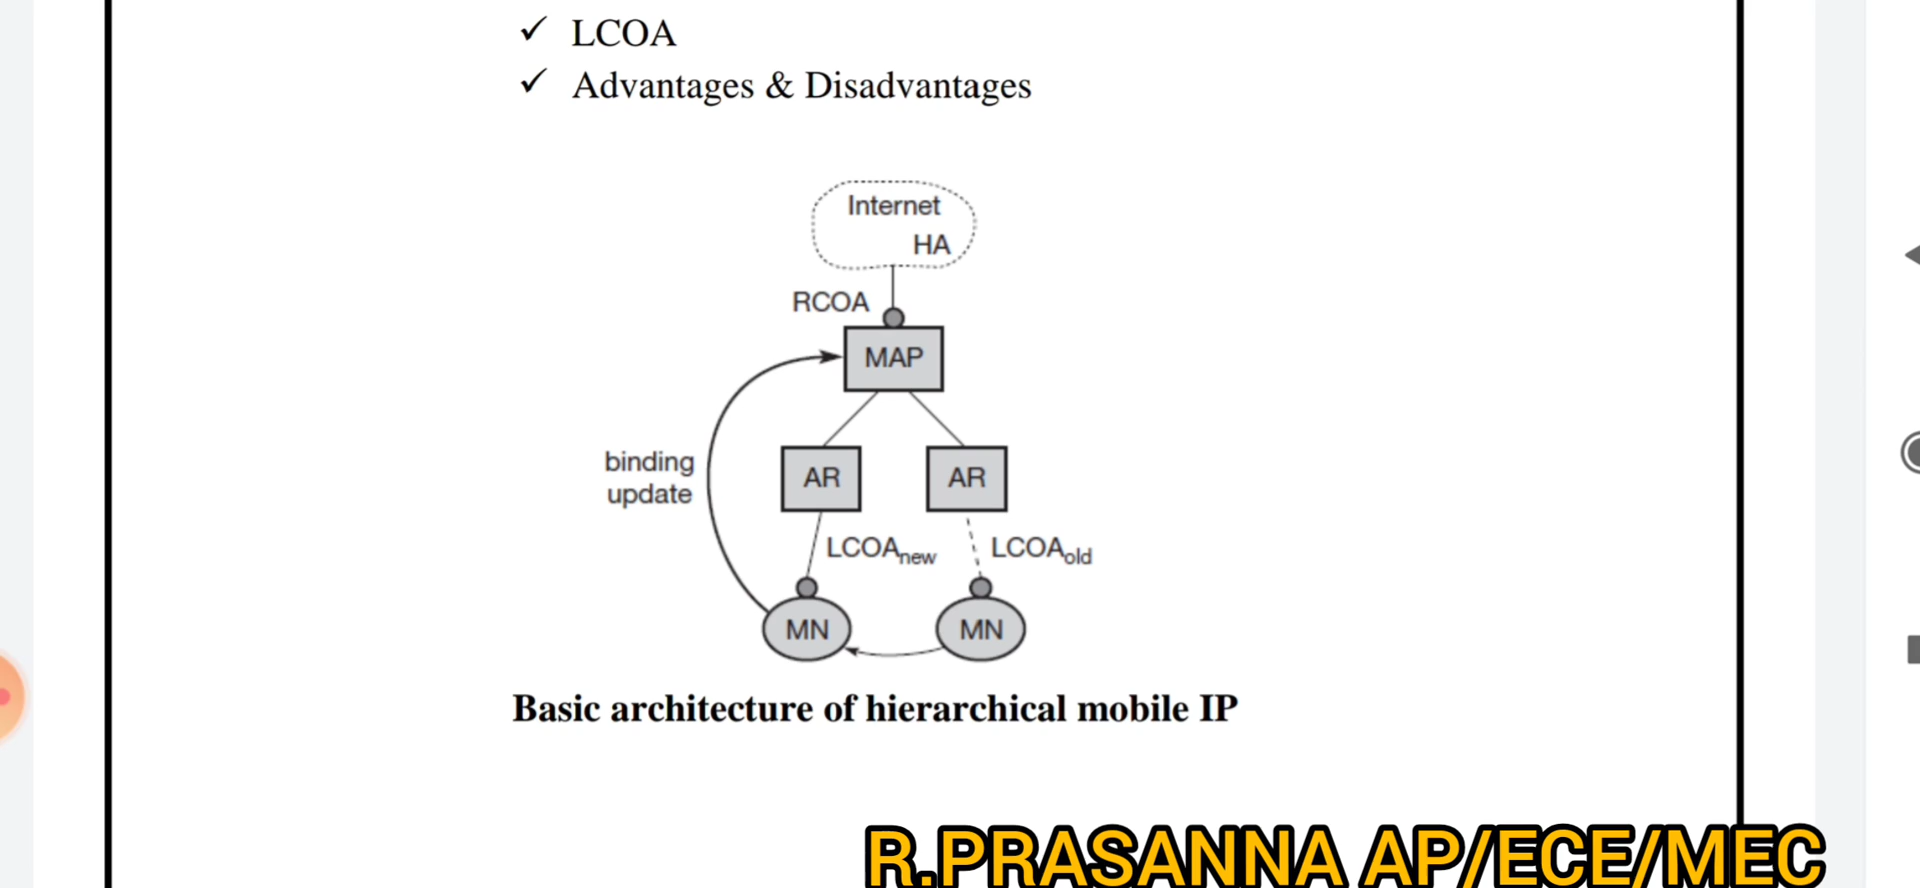 ✓ LCOA
✓ Advantages & Disadvantages
Internet
HA
RCOA
MAP
binding
update
AR AR
LCOAnew LCOAold
MN MN
Basic architecture of hierarchical mobile IP
R.PRASANNA AP/ECE/MEC